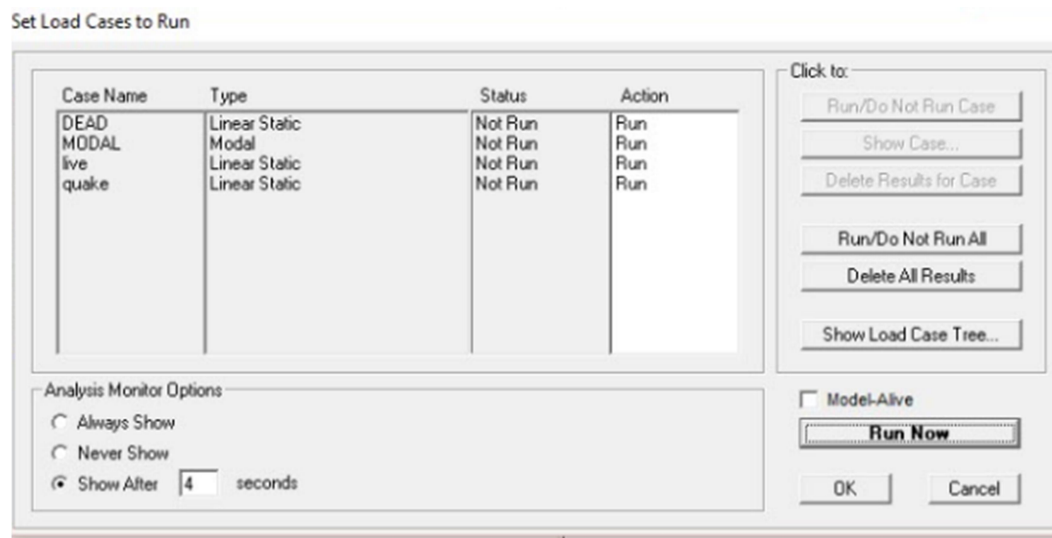 Set Load Cases to Run
Case Name Type Status Action
DEAD Linear Static Not Run Run
MODAL Modal Not Run Run
live Linear Static Not Run Run
quake Linear Static Not Run Run
Click to:
Run/Do Not Run Case
Show Case...
Delete Results for Case
Run/Do Not Run All
Delete All Results
Show Load Case Tree...
Analysis Monitor Options
Always Show
Never Show
Show After 4 seconds
Model-Alive
Run Now
OK Cancel